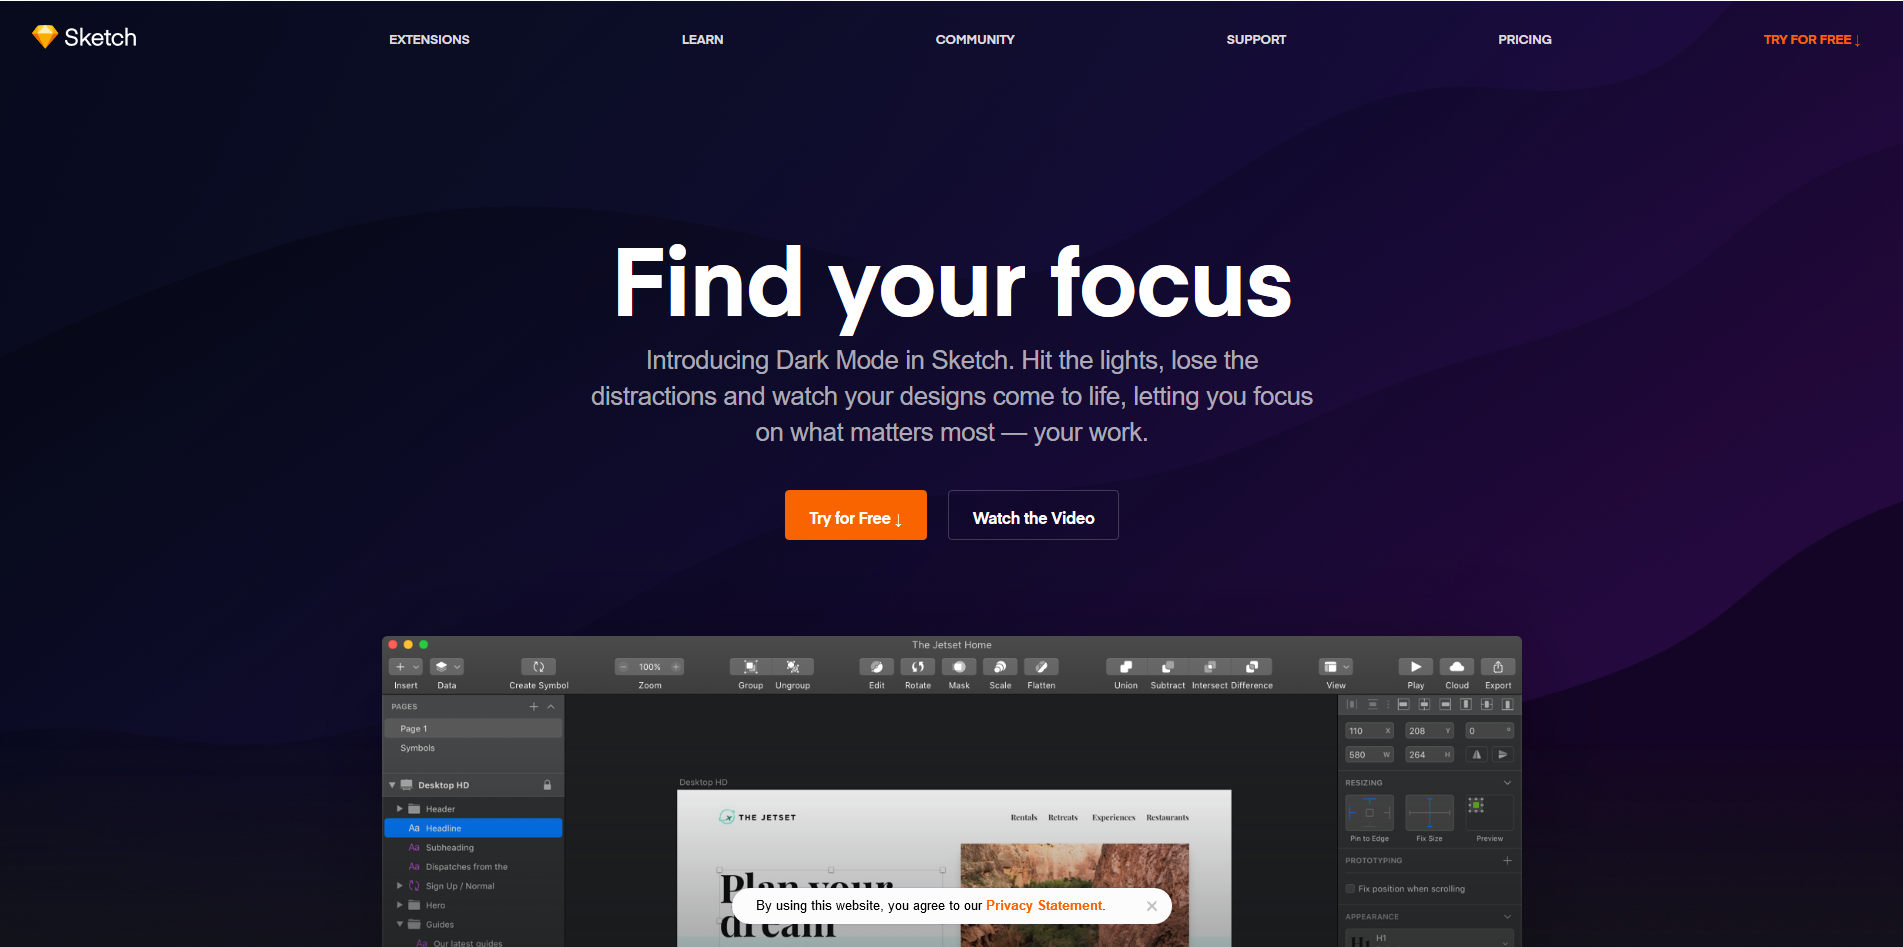 Sketch
EXTENSIONS
LEARN
COMMUNITY
SUPPORT
PRICING
TRY FOR FREE ↓
Find your focus
Introducing Dark Mode in Sketch. Hit the lights, lose the
distractions and watch your designs come to life, letting you focus
on what matters most — your work.
Try for Free ↓
Watch the Video
The Jetset Home
100%
Insert
Data
Create Symbol
Zoom
Group
Ungroup
Edit
Rotate
Mask
Scale
Flatten
Union
Subtract
Intersect
Difference
View
Play
Cloud
Export
PAGES
Page 1
Symbols
Desktop HD
Header
Aa Headline
Aa Subheading
Aa Dispatches from the
Sign Up / Normal
Hero
Guides
Aa Our latest guides
Desktop HD
THE JETSET
Rentals
Retreats
Experiences
Restaurants
Plan your
dream
110 X
208 Y
0 °
580 W
264 H
RESIZING
Pin to Edge
Fix Size
Preview
PROTOTYPING
Fix position when scrolling
APPEARANCE
H1 H1
By using this website, you agree to our Privacy Statement.